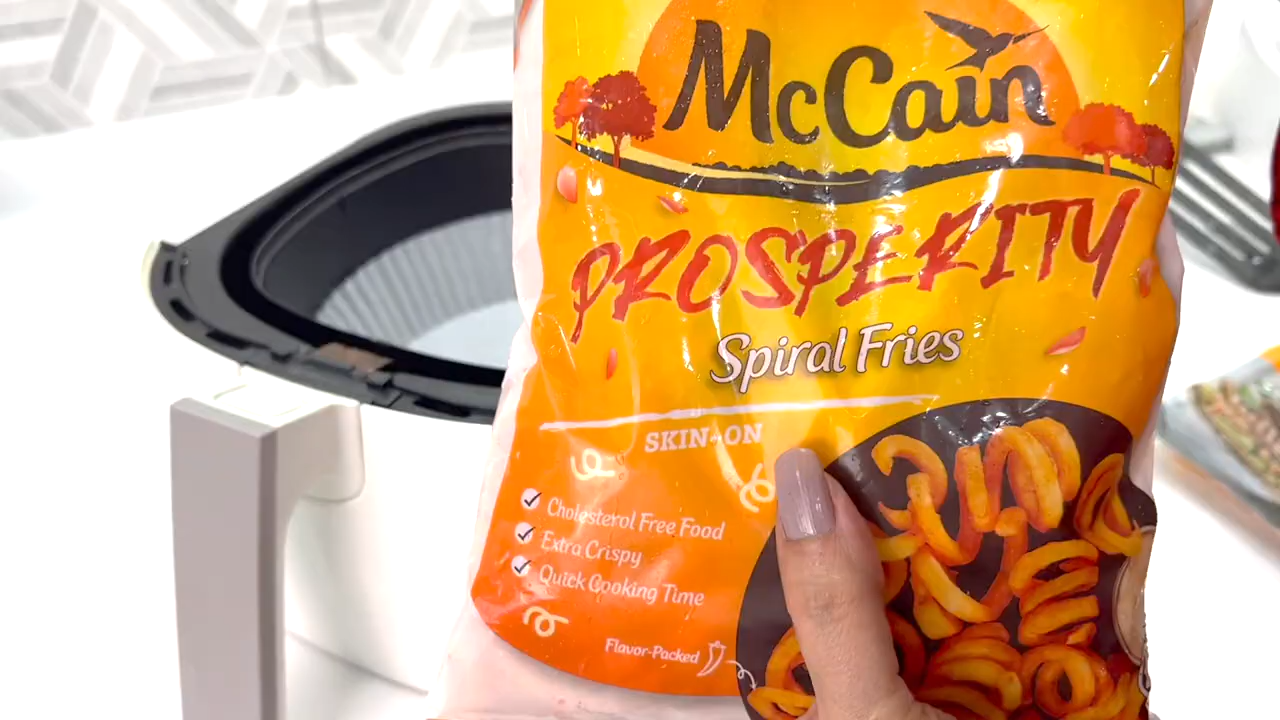 McCain
PROSPERITY
Spiral Fries
SKIN-ON
Cholesterol Free Food
Extra Crispy
Quick Cooking Time
Flavor-Packed